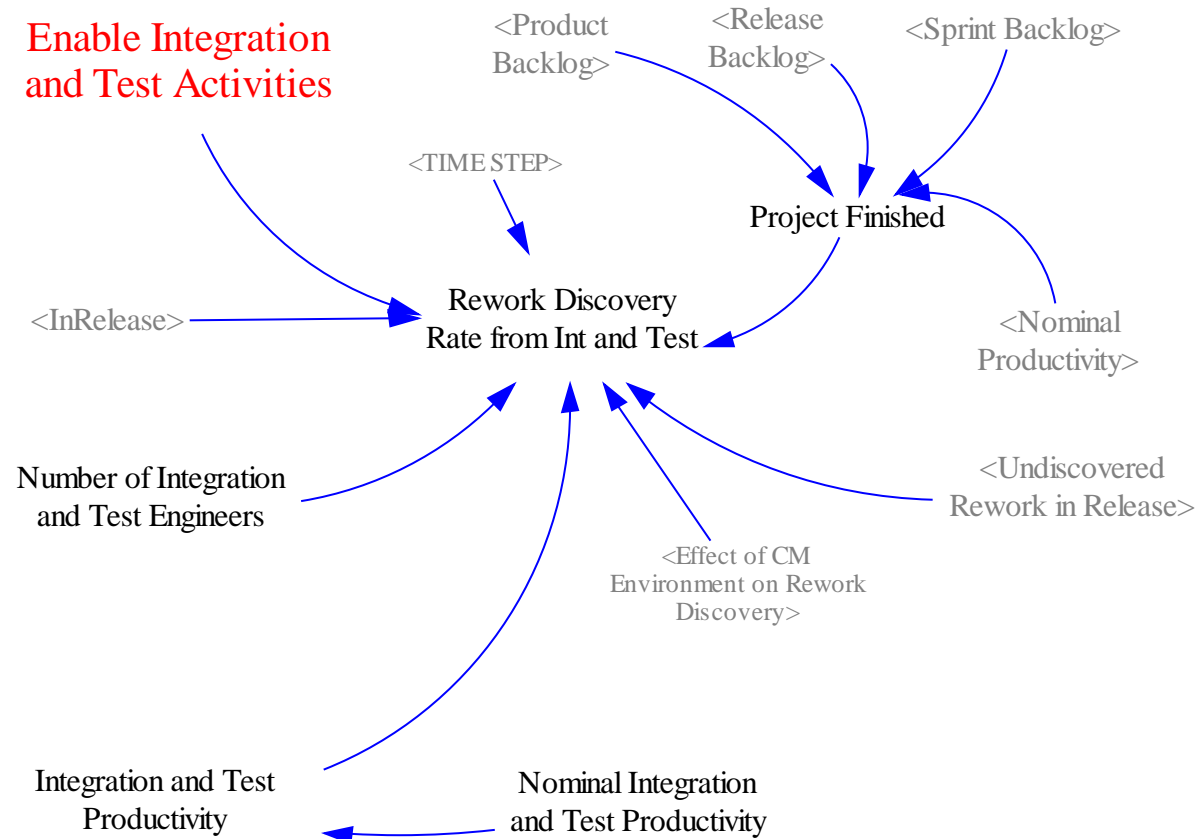 Enable Integration
and Test Activities
<Product
Backlog>
<Release
Backlog>
<Sprint Backlog>
<TIME STEP>
Project Finished
<InRelease>
Rework Discovery
Rate from Int and Test
<Nominal
Productivity>
Number of Integration
and Test Engineers
<Undiscovered
Rework in Release>
<Effect of CM
Environment on Rework
Discovery>
Integration and Test
Productivity
Nominal Integration
and Test Productivity